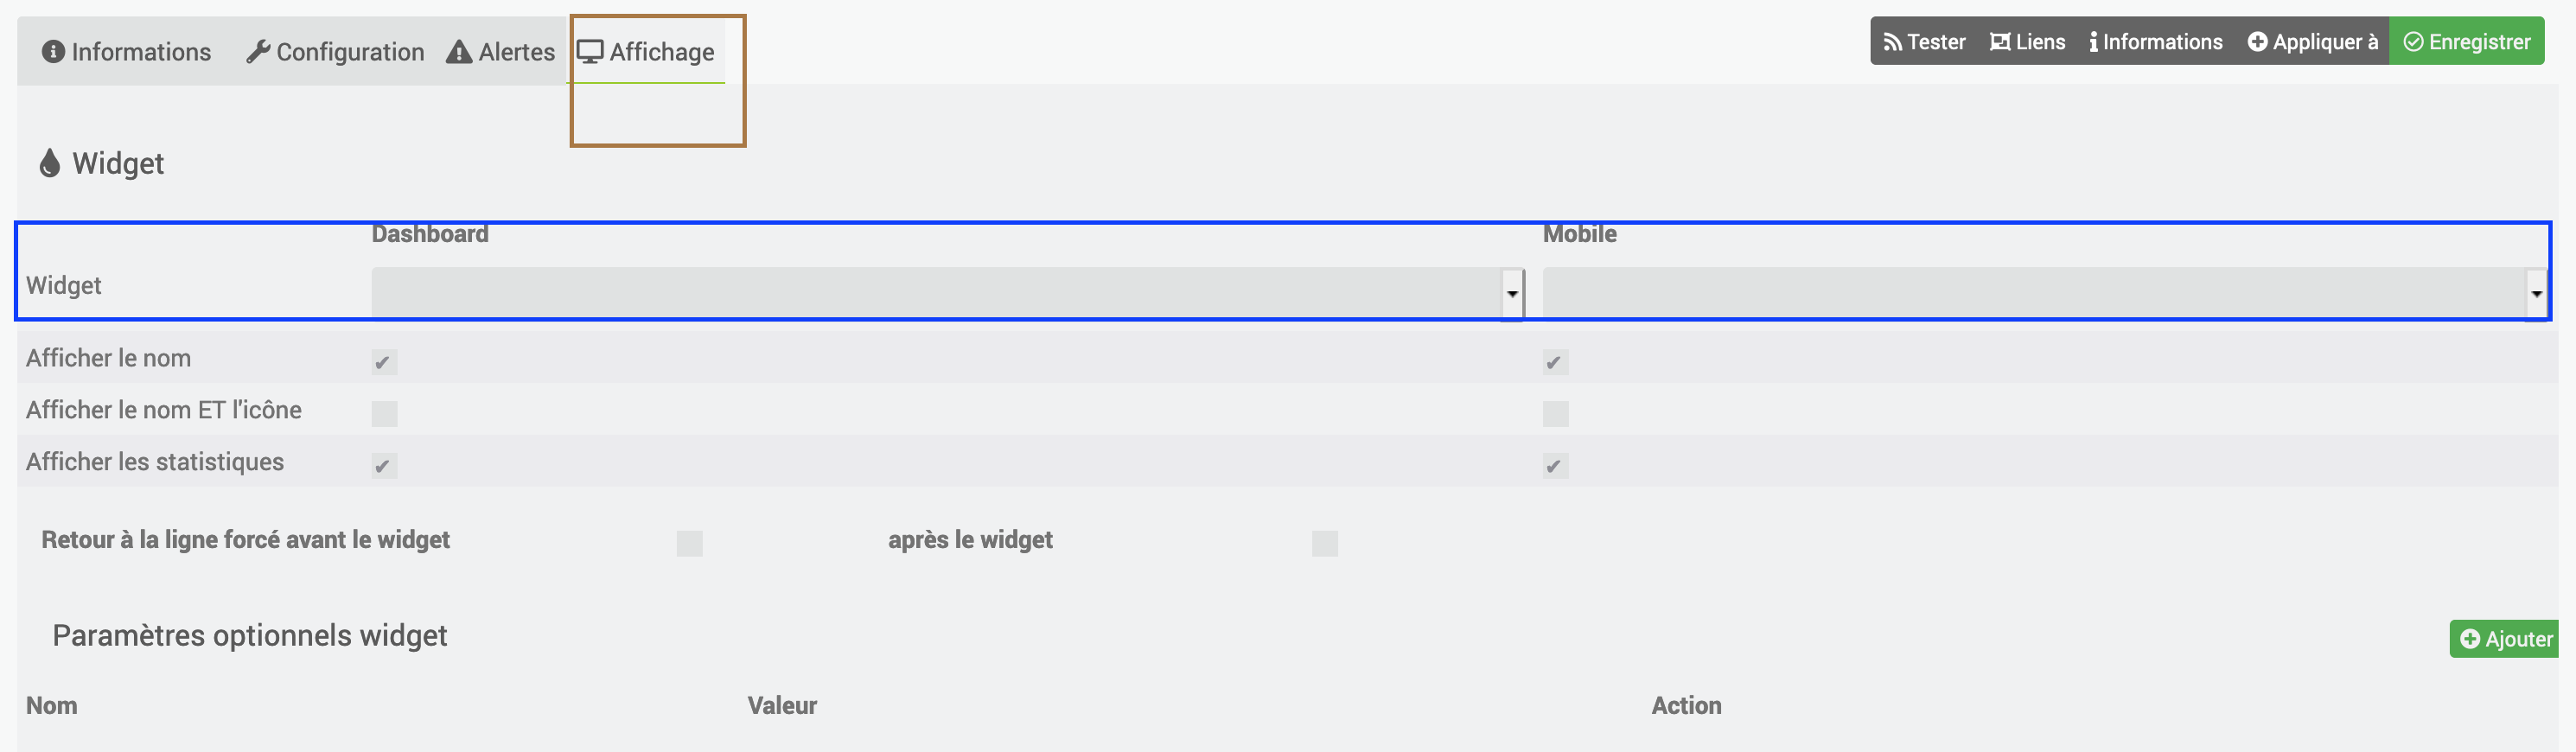 Informations Configuration Alertes Affichage Tester Liens Informations Appliquer à Enregistrer
Widget
Dashboard Mobile
Widget
Afficher le nom
Afficher le nom ET l'icône
Afficher les statistiques
Retour à la ligne forcé avant le widget après le widget
Paramètres optionnels widget Ajouter
Nom Valeur Action